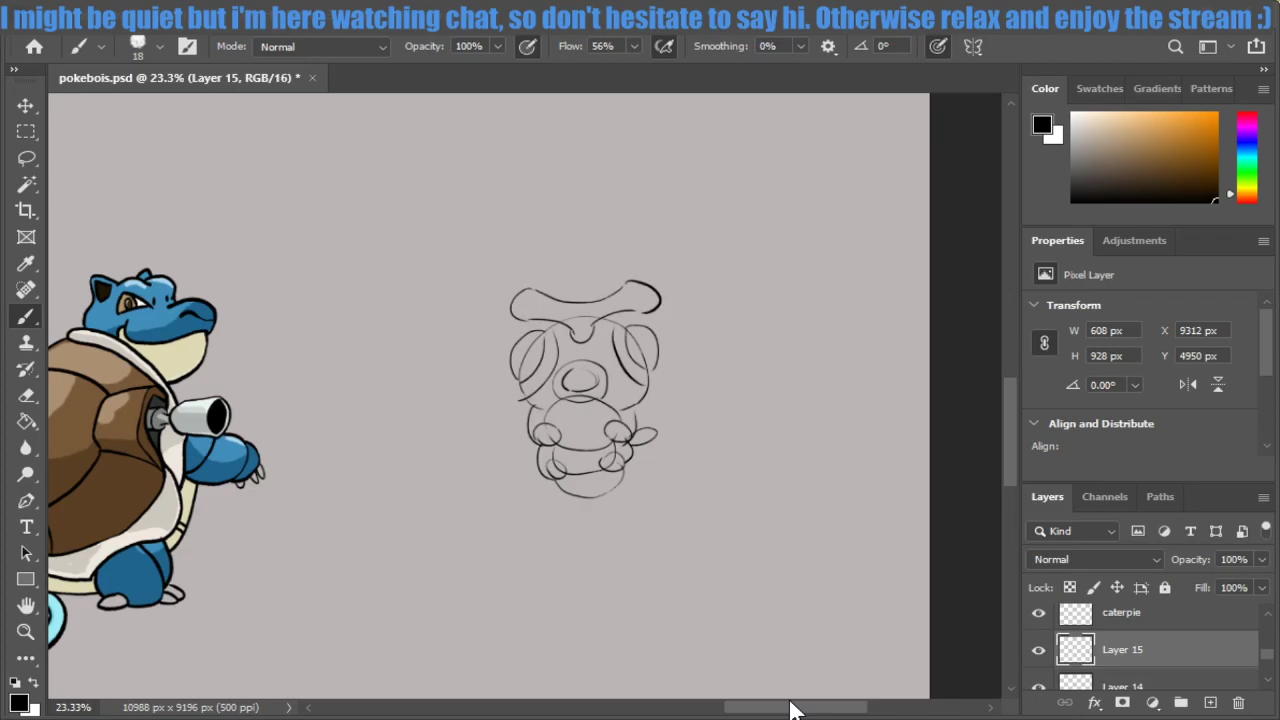 I might be quiet but i'm here watching chat, so don't hesitate to say hi. Otherwise relax and enjoy the stream :)
18 Mode: Normal Opacity: 100% Flow: 56% Smoothing: 0% 0°
pokebois.psd @ 23.3% (Layer 15, RGB/16) *
Color Swatches Gradients Patterns
Properties Adjustments
Pixel Layer
Transform
W 608 px X 9312 px
H 928 px Y 4950 px
0.00°
Align and Distribute
Align:
Layers Channels Paths
Kind
Normal Opacity: 100%
Lock: Fill: 100%
caterpie
Layer 15
Layer 14
23.33% 10988 px x 9196 px (500 ppi)